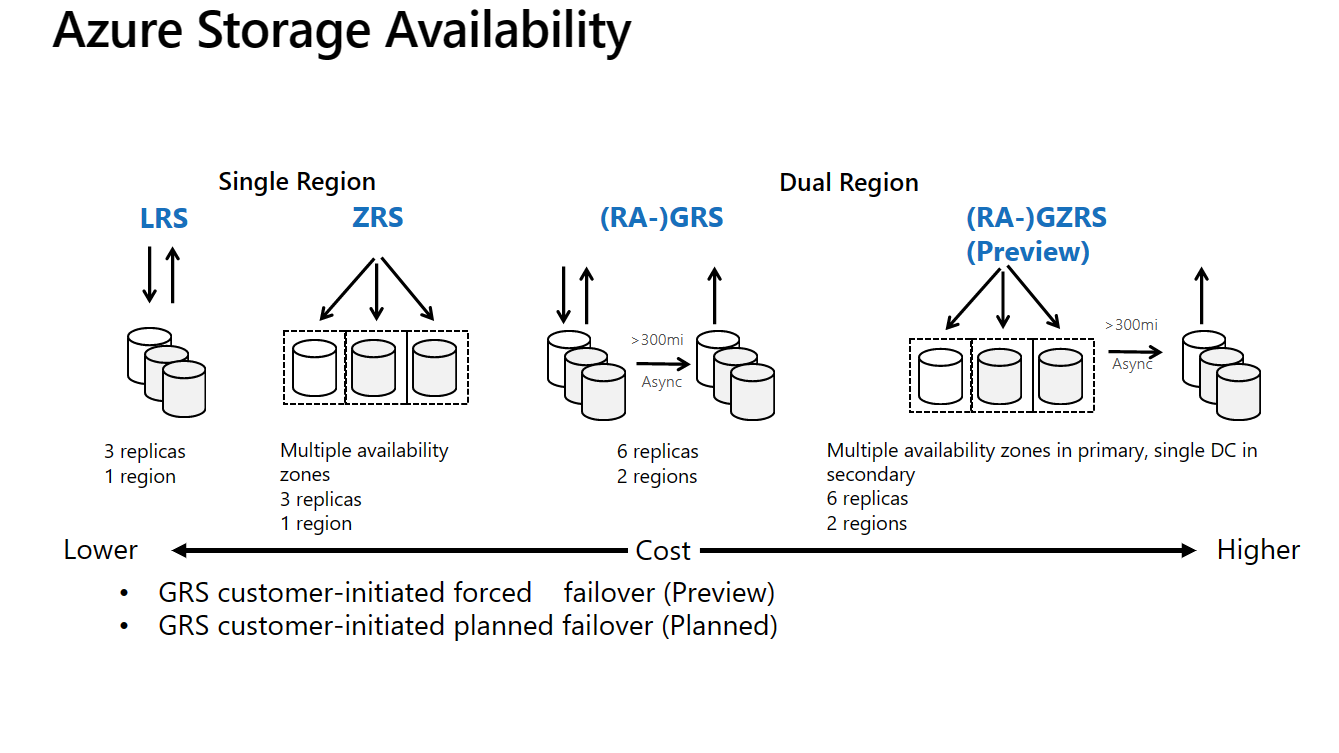 Azure Storage Availability
Single Region
Dual Region
LRS
ZRS
(RA-)GRS
(RA-)GZRS
(Preview)
>300mi
Async
>300mi
Async
3 replicas
1 region
Multiple availability
zones
3 replicas
1 region
6 replicas
2 regions
Multiple availability zones in primary, single DC in
secondary
6 replicas
2 regions
Lower
Cost
Higher
• GRS customer-initiated forced failover (Preview)
• GRS customer-initiated planned failover (Planned)